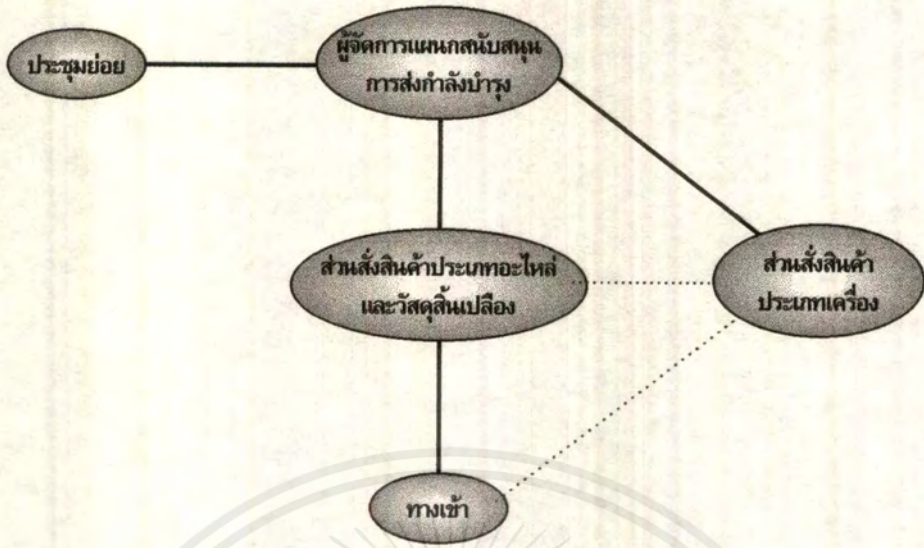 ประชุมย่อย
ผู้จัดการแผนกสนับสนุน
การส่งกำลังบำรุง
ส่วนสั่งสินค้าประเภทอะไหล่
และวัสดุสิ้นเปลือง
ส่วนสั่งสินค้า
ประเภทเครื่อง
ทางเข้า